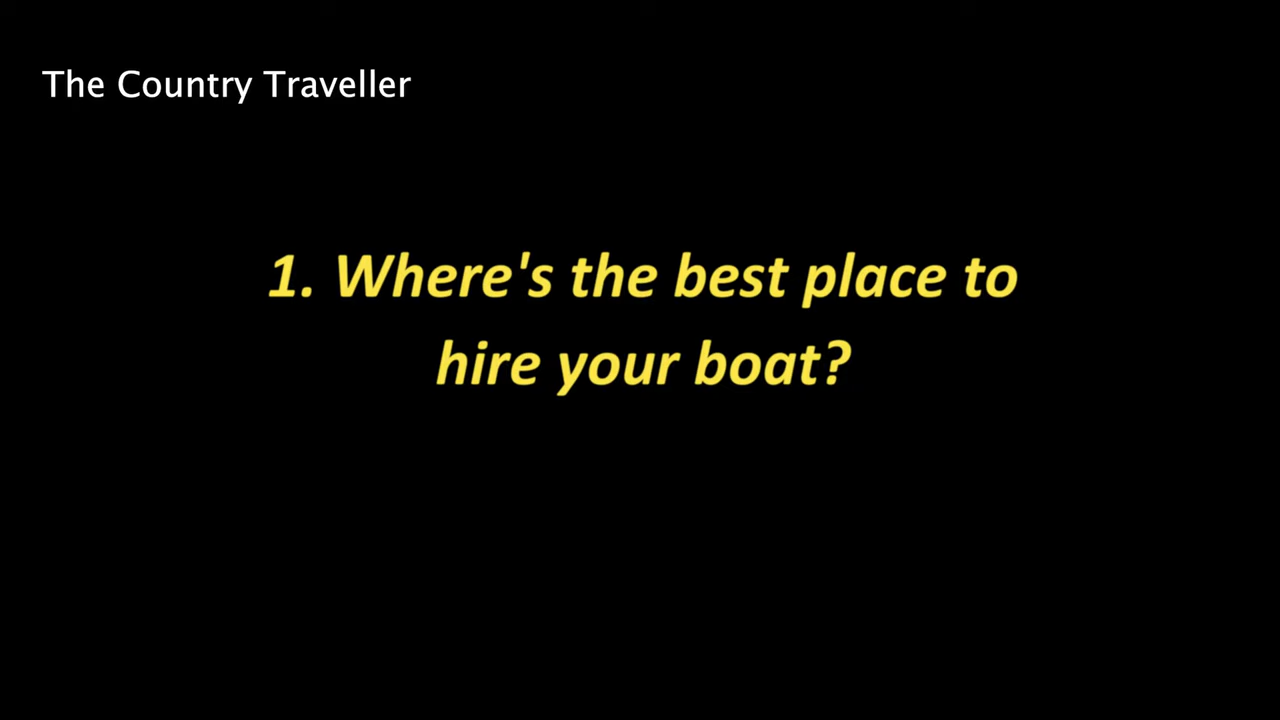 The Country Traveller
1. Where's the best place to
hire your boat?